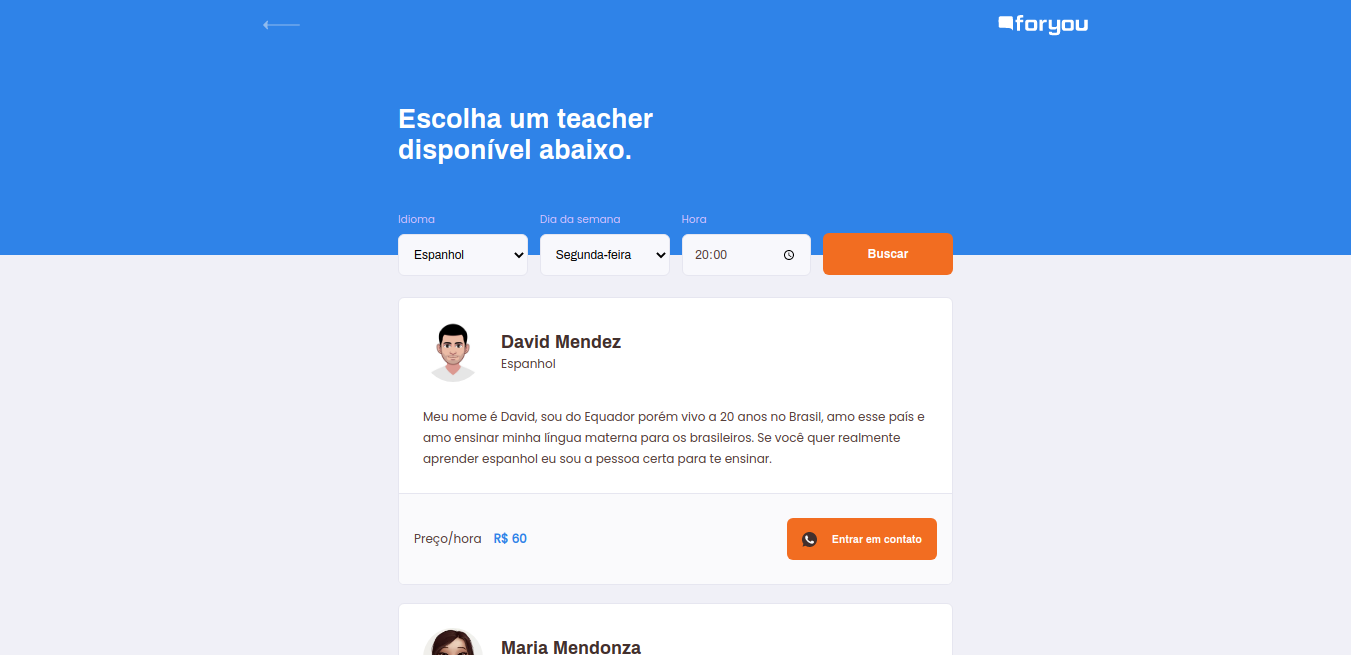 foryou
Escolha um teacher
disponível abaixo.
Idioma
Dia da semana
Hora
Espanhol
Segunda-feira
20:00
Buscar
David Mendez
Espanhol
Meu nome é David, sou do Equador porém vivo a 20 anos no Brasil, amo esse país e
amo ensinar minha língua materna para os brasileiros. Se você quer realmente
aprender espanhol eu sou a pessoa certa para te ensinar.
Preço/hora R$ 60
Entrar em contato
Maria Mendonza